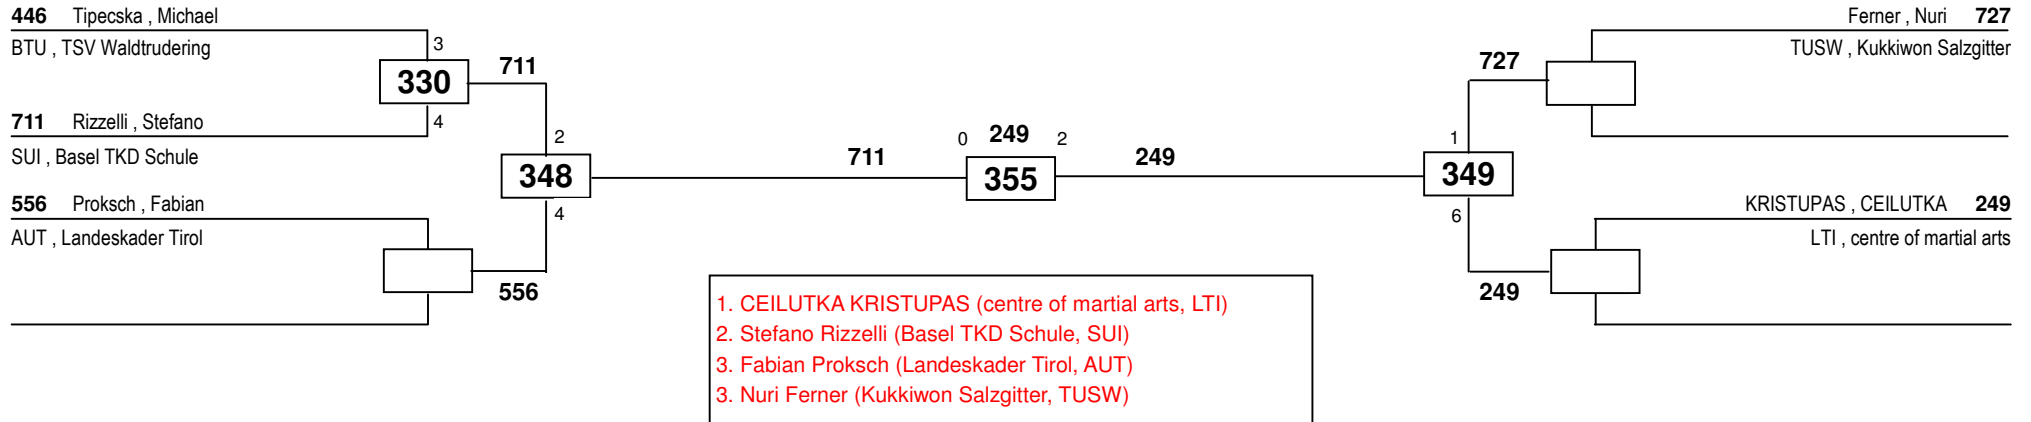 446 Tipecska , Michael
BTU , TSV Waldtrudering
3
330
711
4
711 Rizzelli , Stefano
SUI , Basel TKD Schule
2
348
4
556 Proksch , Fabian
AUT , Landeskader Tirol
556
711
0 249 2
355
249
Ferner , Nuri 727
TUSW , Kukkiwon Salzgitter
727
1
349
6
KRISTUPAS , CEILUTKA 249
LTI , centre of martial arts
249
1. CEILUTKA KRISTUPAS (centre of martial arts, LTI)
2. Stefano Rizzelli (Basel TKD Schule, SUI)
3. Fabian Proksch (Landeskader Tirol, AUT)
3. Nuri Ferner (Kukkiwon Salzgitter, TUSW)